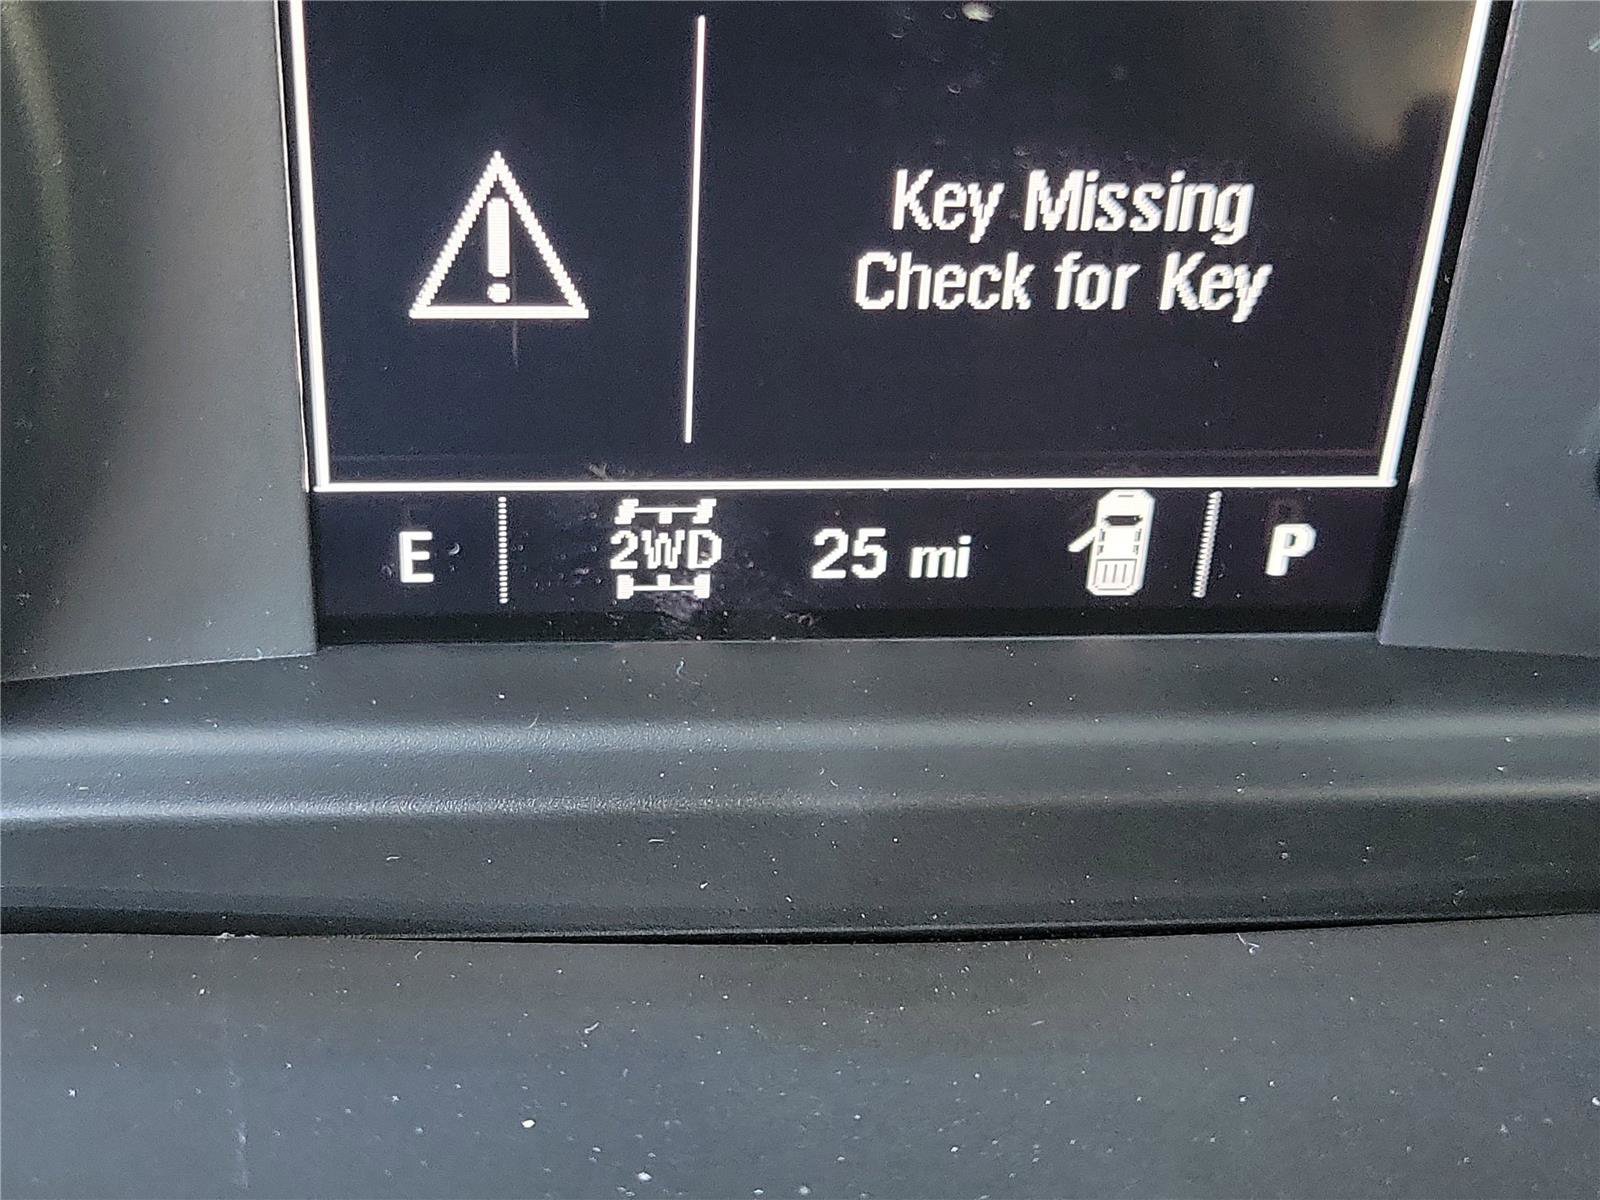 Key Missing
Check for Key
E 2WD 25 mi P